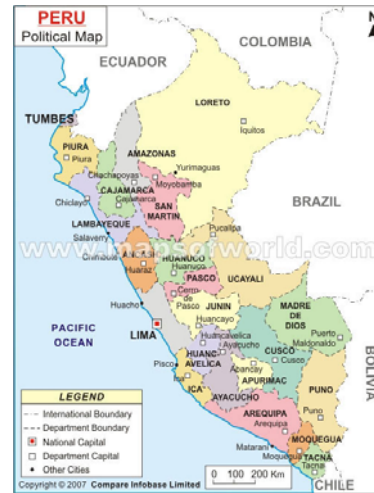 PERU
Political Map
N
COLOMBIA
ECUADOR
LORETO
Iquitos
TUMBES
PIURA
Piura
AMAZONAS
Yurimaguas
Chachapoyas
Moyobamba
CAJAMARCA
Cajamarca
Chiclayo
SAN
MARTIN
BRAZIL
LAMBAYEQUE
Salaverry
Pucallpa
www.mapsofworld.com
Chimbote
ANCASH
HUANUCO
Huaraz
Huanuco
PASCO
UCAYALI
Cerro de
Pasco
Huacho
JUNIN
MADRE
DE
DIOS
Huancayo
LIMA
PACIFIC
OCEAN
Huancavelica
Ayacucho
Puerto
Maldonado
HUANC
AVELICA
CUSCO
Cusco
Pisco
Abancay
APURIMAC
BOLIVIA
Ica
ICA
AYACUCHO
PUNO
Puno
AREQUIPA
Arequipa
Matarani
MOQUEGUA
Moquegua
TACNA
Tacna
CHILE
LEGEND
International Boundary
Department Boundary
National Capital
Department Capital
Other Cities
0 100 200 Km
Copyright © 2007 Compare Infobase Limited